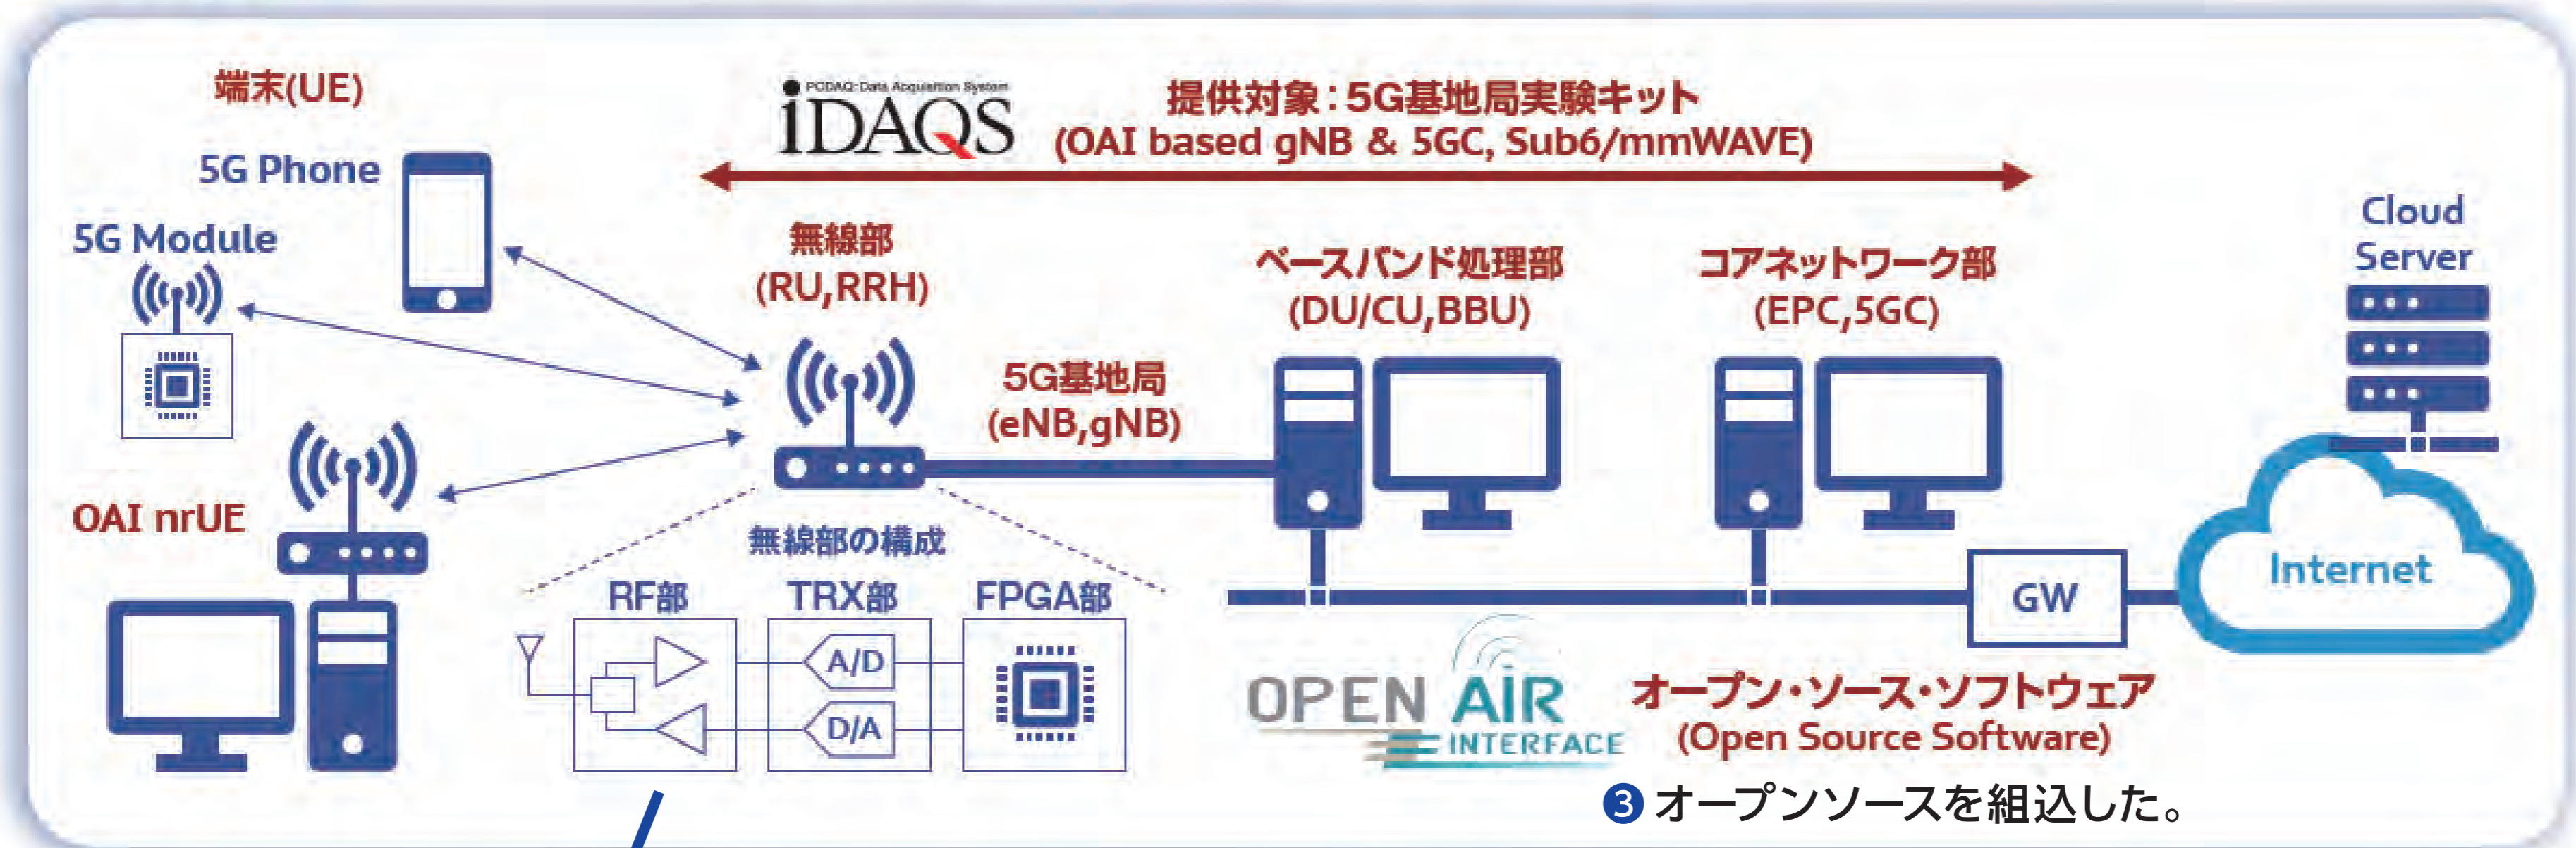 端末(UE)
5G Phone
5G Module
OAI nrUE
PCDAQ-Data Acquisition System
iDAQS
提供対象：5G基地局実験キット
(OAI based gNB & 5GC, Sub6/mmWAVE)
無線部
(RU,RRH)
5G基地局
(eNB,gNB)
ベースバンド処理部
(DU/CU,BBU)
コアネットワーク部
(EPC,5GC)
Cloud
Server
Internet
GW
無線部の構成
RF部
TRX部
FPGA部
A/D
D/A
OPEN AiR
INTERFACE
オープン・ソース・ソフトウェア
(Open Source Software)
❸ オープンソースを組込した。